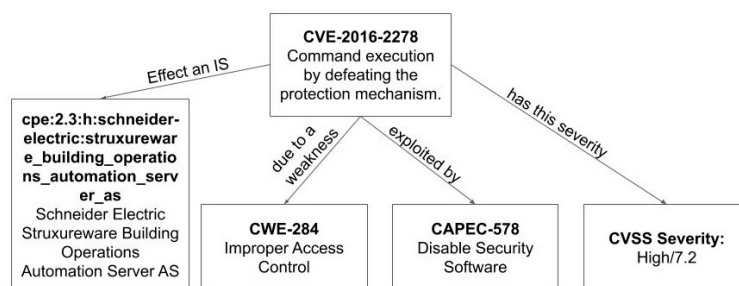 CVE-2016-2278
Command execution
by defeating the
protection mechanism.
Effect an IS
due to a
weakness
exploited by
has this severity
cpe:2.3:h:schneider-
electric:struxureware
e_building_operatio
ns_automation_serv
er_as
Schneider Electric
Struxureware Building
Operations
Automation Server AS
CWE-284
Improper Access
Control
CAPEC-578
Disable Security
Software
CVSS Severity:
High/7.2